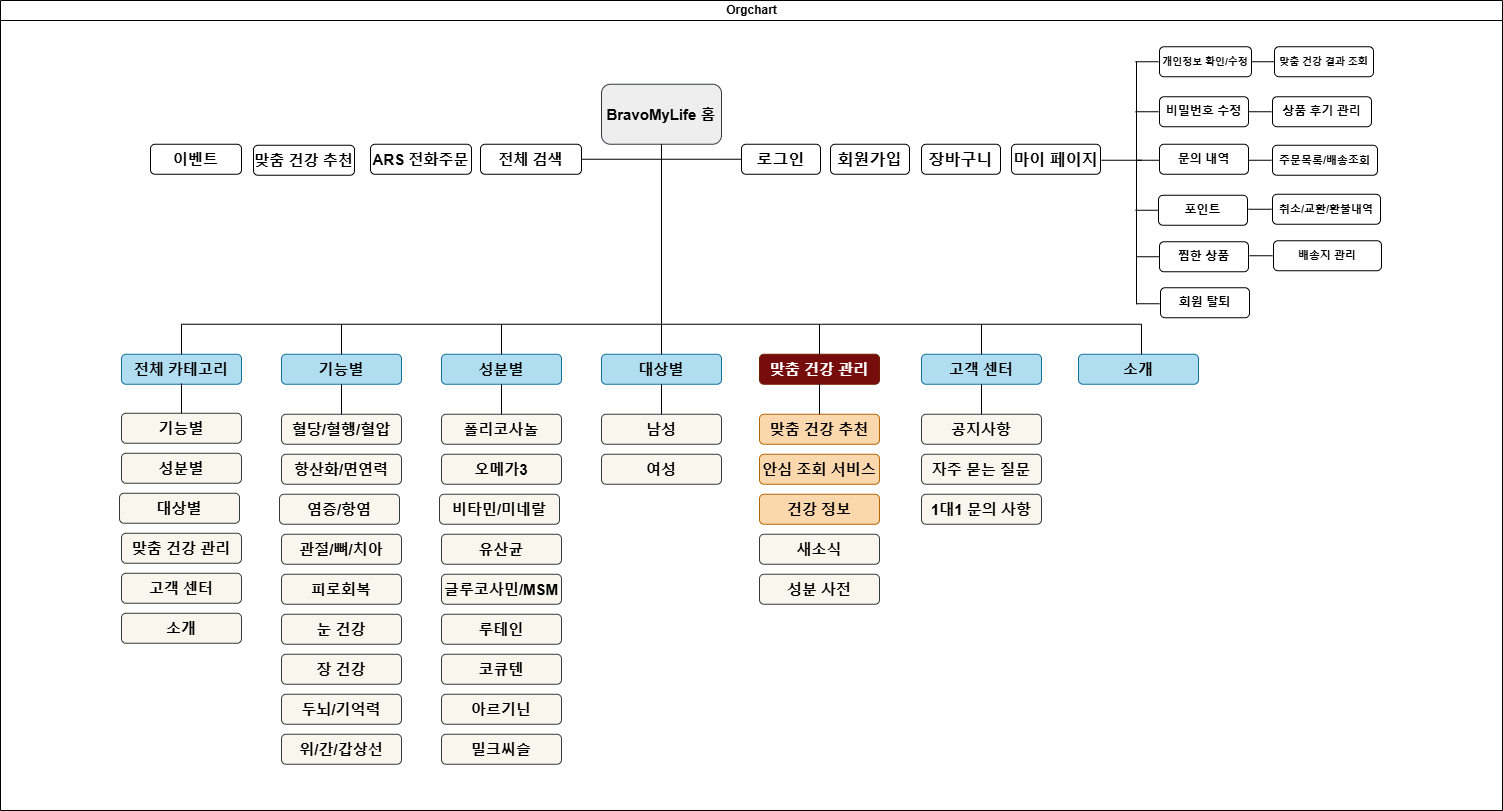 Orgchart
BravoMyLife 홈
이벤트
맞춤 건강 추천
ARS 전화주문
전체 검색
로그인
회원가입
장바구니
마이 페이지
개인정보 확인/수정
맞춤 건강 결과 조회
비밀번호 수정
상품 후기 관리
문의 내역
주문목록/배송조회
포인트
취소/교환/환불내역
찜한 상품
배송지 관리
회원 탈퇴
전체 카테고리
기능별
성분별
대상별
맞춤 건강 관리
고객 센터
소개
기능별
혈당/혈행/혈압
항산화/면연력
염증/항염
관절/뼈/치아
피로회복
눈 건강
장 건강
두뇌/기억력
위/간/갑상선
성분별
폴리코사놀
오메가3
비타민/미네랄
유산균
글루코사민/MSM
루테인
코큐텐
아르기닌
밀크씨슬
대상별
남성
여성
맞춤 건강 관리
맞춤 건강 추천
안심 조회 서비스
건강 정보
새소식
성분 사전
고객 센터
공지사항
자주 묻는 질문
1대1 문의 사항
소개